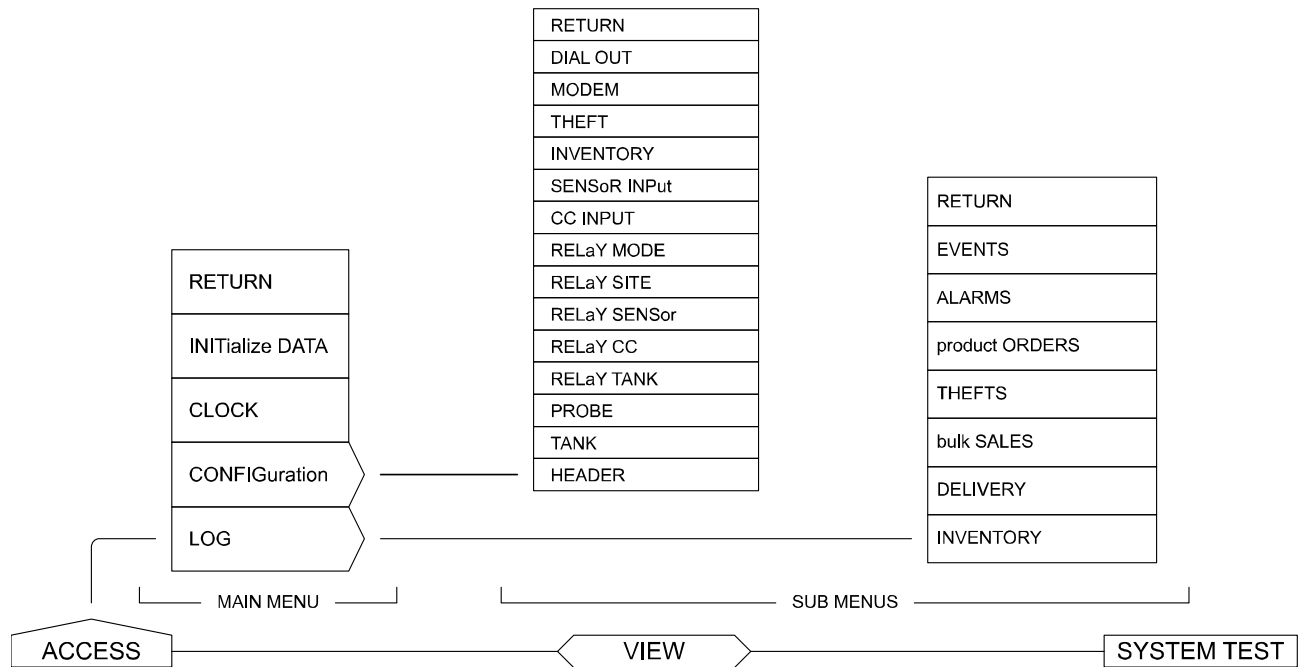 RETURN
INITialize DATA
CLOCK
CONFIGuration
LOG
MAIN MENU
RETURN
DIAL OUT
MODEM
THEFT
INVENTORY
SENSoR INPut
CC INPUT
RELaY MODE
RELaY SITE
RELaY SENSor
RELaY CC
RELaY TANK
PROBE
TANK
HEADER
RETURN
EVENTS
ALARMS
product ORDERS
THEFTS
bulk SALES
DELIVERY
INVENTORY
SUB MENUS
ACCESS
VIEW
SYSTEM TEST